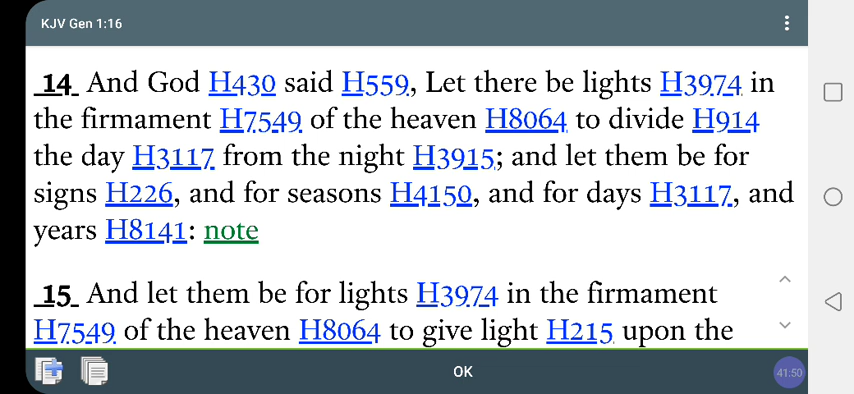 KJV Gen 1:16
14 And God H430 said H559, Let there be lights H3974 in
the firmament H7549 of the heaven H8064 to divide H914
the day H3117 from the night H3915; and let them be for
signs H226, and for seasons H4150, and for days H3117, and
years H8141: note
15 And let them be for lights H3974 in the firmament
H7549 of the heaven H8064 to give light H215 upon the
OK
41:50